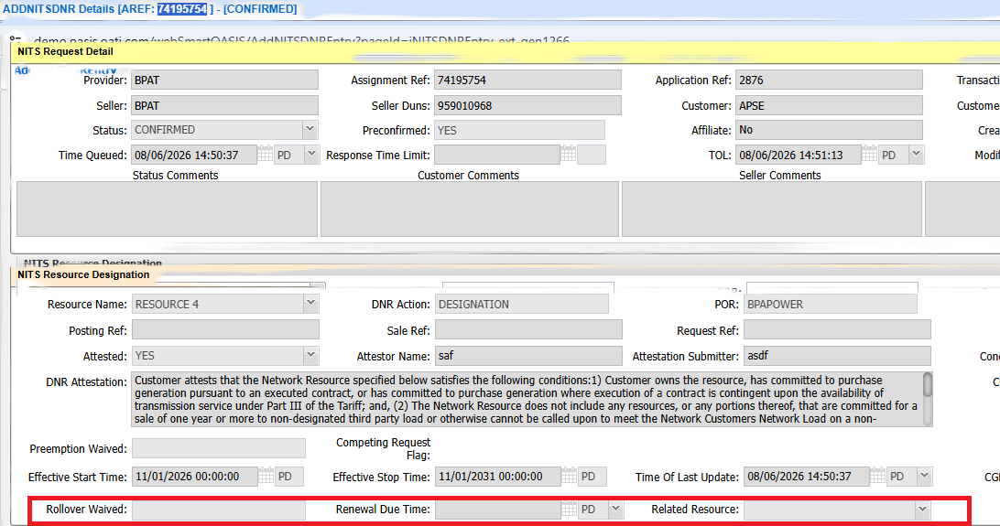 ADDNITSDNR Details [AREF: 74195754 ] - [CONFIRMED]
demo.oasis.oati.com/webSmartOASIS/AddNITSDNREntry?pageId=iNITSDNREntry_ext-gen1266
NITS Request Detail
Provider: BPAT Assignment Ref: 74195754 Application Ref: 2876 Transacti
Seller: BPAT Seller Duns: 959010968 Customer: APSE Custome
Status: CONFIRMED Preconfirmed: YES Affiliate: No Crea
Time Queued: 08/06/2026 14:50:37 PD Response Time Limit: TOL: 08/06/2026 14:51:13 PD Modif
Status Comments Customer Comments Seller Comments
NITS Resource Designation
NITS Resource Designation
Resource Name: RESOURCE 4 DNR Action: DESIGNATION POR: BPAPOWER
Posting Ref: Sale Ref: Request Ref:
Attested: YES Attestor Name: saf Attestation Submitter: asdf Conc
DNR Attestation: Customer attests that the Network Resource specified below satisfies the following conditions:1) Customer owns the resource, has committed to purchase
generation pursuant to an executed contract, or has committed to purchase generation where execution of a contract is contingent upon the availability of
transmission service under Part III of the Tariff; and, (2) The Network Resource does not include any resources, or any portions thereof, that are committed for a
sale of one year or more to non-designated third party load or otherwise cannot be called upon to meet the Network Customers Network Load on a non-
Preemption Waived: Competing Request
Flag:
Effective Start Time: 11/01/2026 00:00:00 PD Effective Stop Time: 11/01/2031 00:00:00 PD Time Of Last Update: 08/06/2026 14:50:37 PD CGI
Rollover Waived: Renewal Due Time: PD Related Resource: